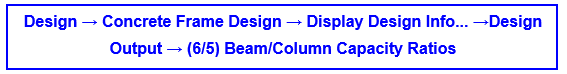 Design → Concrete Frame Design → Display Design Info... →Design
Output → (6/5) Beam/Column Capacity Ratios